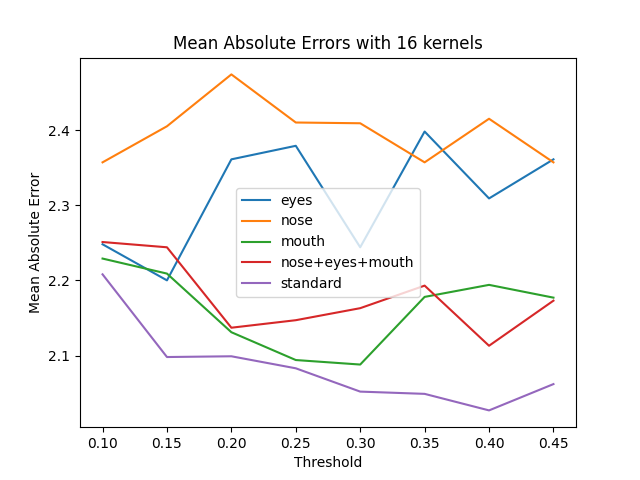 Mean Absolute Errors with 16 kernels
Mean Absolute Error
2.4
2.3
2.2
2.1
eyes
nose
mouth
nose+eyes+mouth
standard
0.10 0.15 0.20 0.25 0.30 0.35 0.40 0.45
Threshold